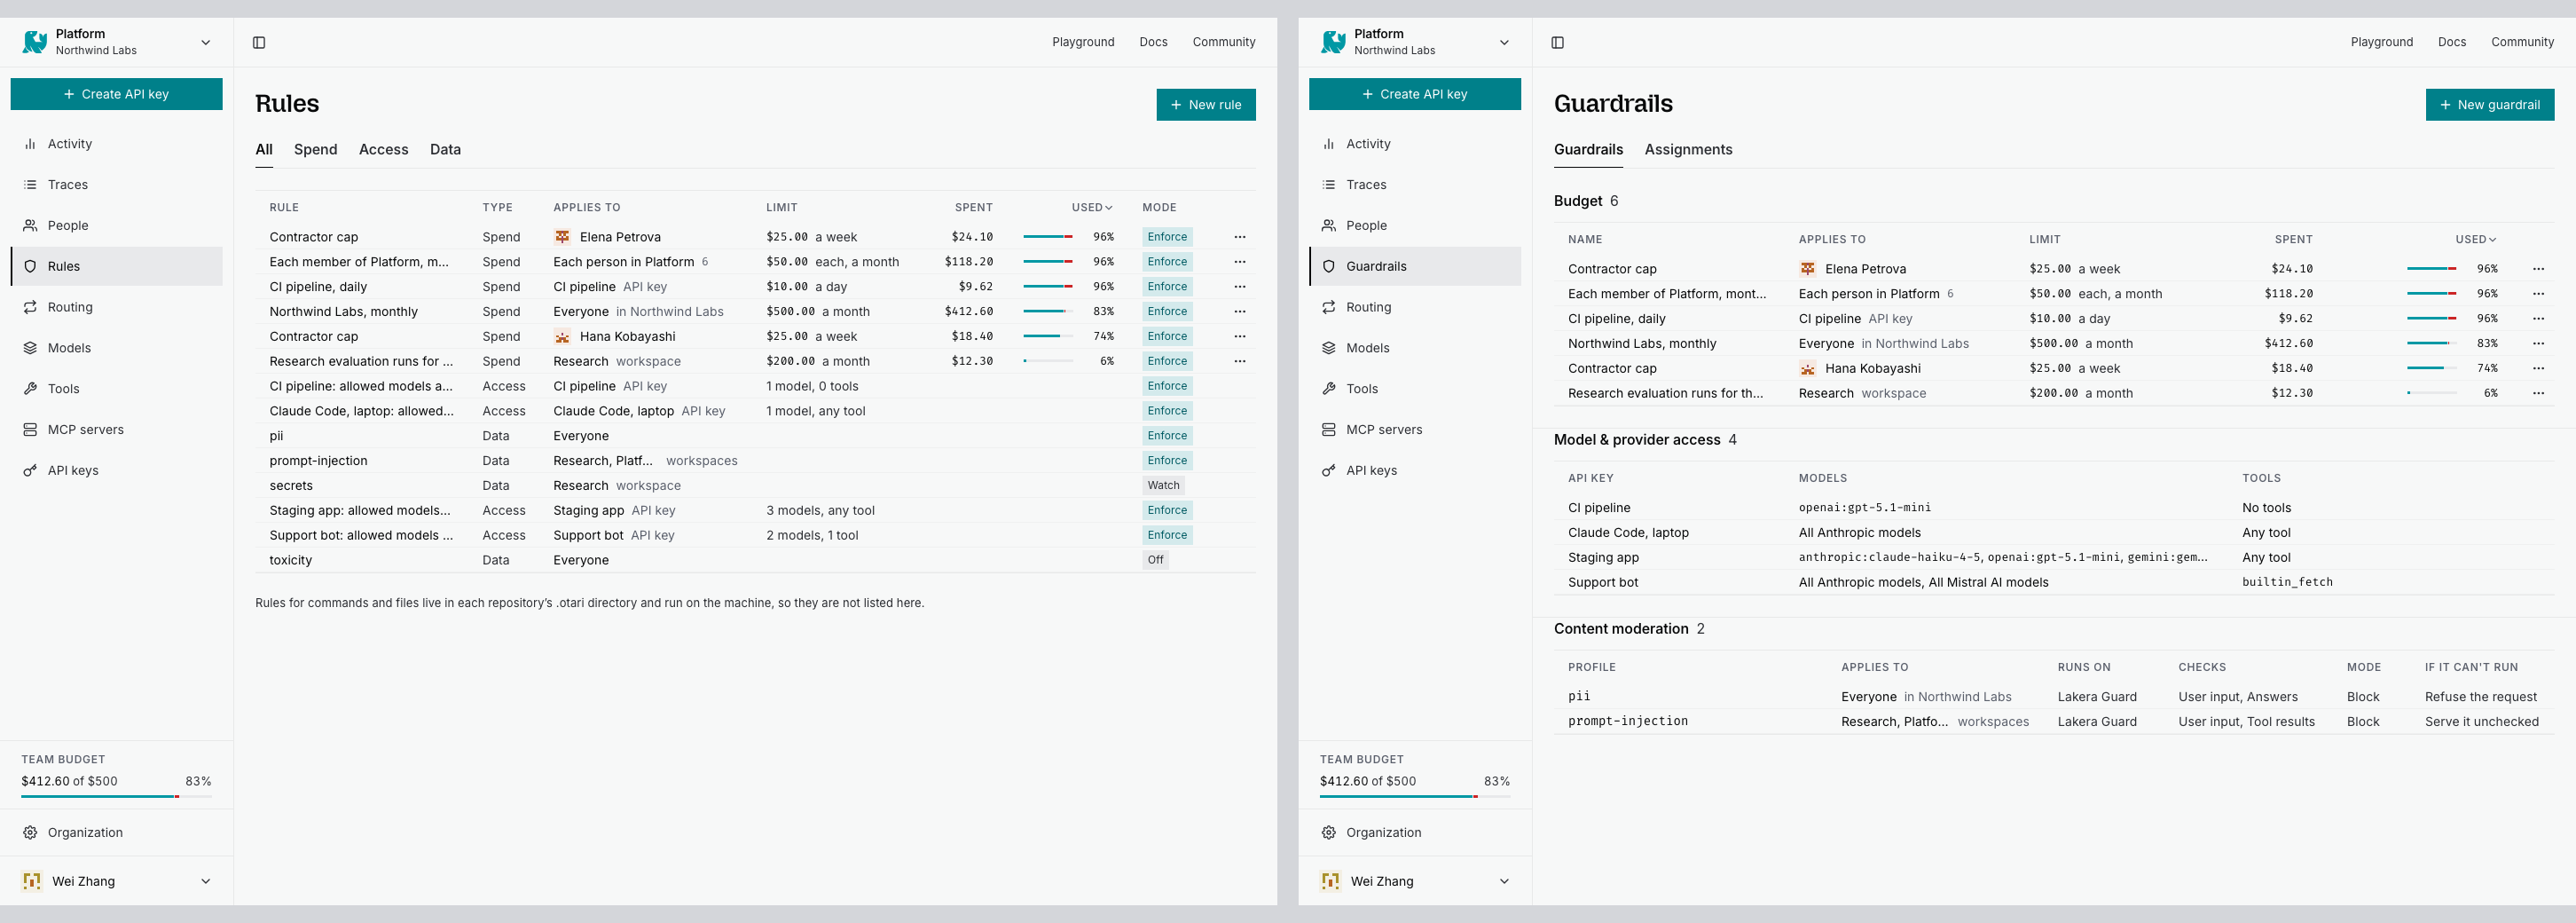 Platform
Northwind Labs
Playground Docs Community
+ Create API key
Activity
Traces
People
Rules
Routing
Models
Tools
MCP servers
API keys
TEAM BUDGET
$412.60 of $500 83%
Organization
Wei Zhang
Rules
+ New rule
All Spend Access Data
RULE TYPE APPLIES TO LIMIT SPENT USED MODE
Contractor cap Spend Elena Petrova $25.00 a week $24.10 96% Enforce ...
Each member of Platform, m... Spend Each person in Platform 6 $50.00 each, a month $118.20 96% Enforce ...
CI pipeline, daily Spend CI pipeline API key $10.00 a day $9.62 96% Enforce ...
Northwind Labs, monthly Spend Everyone in Northwind Labs $500.00 a month $412.60 83% Enforce ...
Contractor cap Spend Hana Kobayashi $25.00 a week $18.40 74% Enforce ...
Research evaluation runs for ... Spend Research workspace $200.00 a month $12.30 6% Enforce ...
CI pipeline: allowed models a... Access CI pipeline API key 1 model, 0 tools Enforce
Claude Code, laptop: allowed... Access Claude Code, laptop API key 1 model, any tool Enforce
pii Data Everyone Enforce
prompt-injection Data Research, Platf... workspaces Enforce
secrets Data Research workspace Watch
Staging app: allowed models... Access Staging app API key 3 models, any tool Enforce
Support bot: allowed models ... Access Support bot API key 2 models, 1 tool Enforce
toxicity Data Everyone Off
Rules for commands and files live in each repository's .otari directory and run on the machine, so they are not listed here.
Platform
Northwind Labs
Playground Docs Community
+ Create API key
Activity
Traces
People
Guardrails
Routing
Models
Tools
MCP servers
API keys
TEAM BUDGET
$412.60 of $500 83%
Organization
Wei Zhang
Guardrails
+ New guardrail
Guardrails Assignments
Budget 6
NAME APPLIES TO LIMIT SPENT USED
Contractor cap Elena Petrova $25.00 a week $24.10 96% ...
Each member of Platform, mont... Each person in Platform 6 $50.00 each, a month $118.20 96% ...
CI pipeline, daily CI pipeline API key $10.00 a day $9.62 96% ...
Northwind Labs, monthly Everyone in Northwind Labs $500.00 a month $412.60 83% ...
Contractor cap Hana Kobayashi $25.00 a week $18.40 74% ...
Research evaluation runs for th... Research workspace $200.00 a month $12.30 6% ...
Model & provider access 4
API KEY MODELS TOOLS
CI pipeline openai:gpt-5.1-mini No tools
Claude Code, laptop All Anthropic models Any tool
Staging app anthropic:claude-haiku-4-5, openai:gpt-5.1-mini, gemini:gem... Any tool
Support bot All Anthropic models, All Mistral AI models builtin_fetch
Content moderation 2
PROFILE APPLIES TO RUNS ON CHECKS MODE IF IT CAN'T RUN
pii Everyone in Northwind Labs Lakera Guard User input, Answers Block Refuse the request
prompt-injection Research, Platfo... workspaces Lakera Guard User input, Tool results Block Serve it unchecked